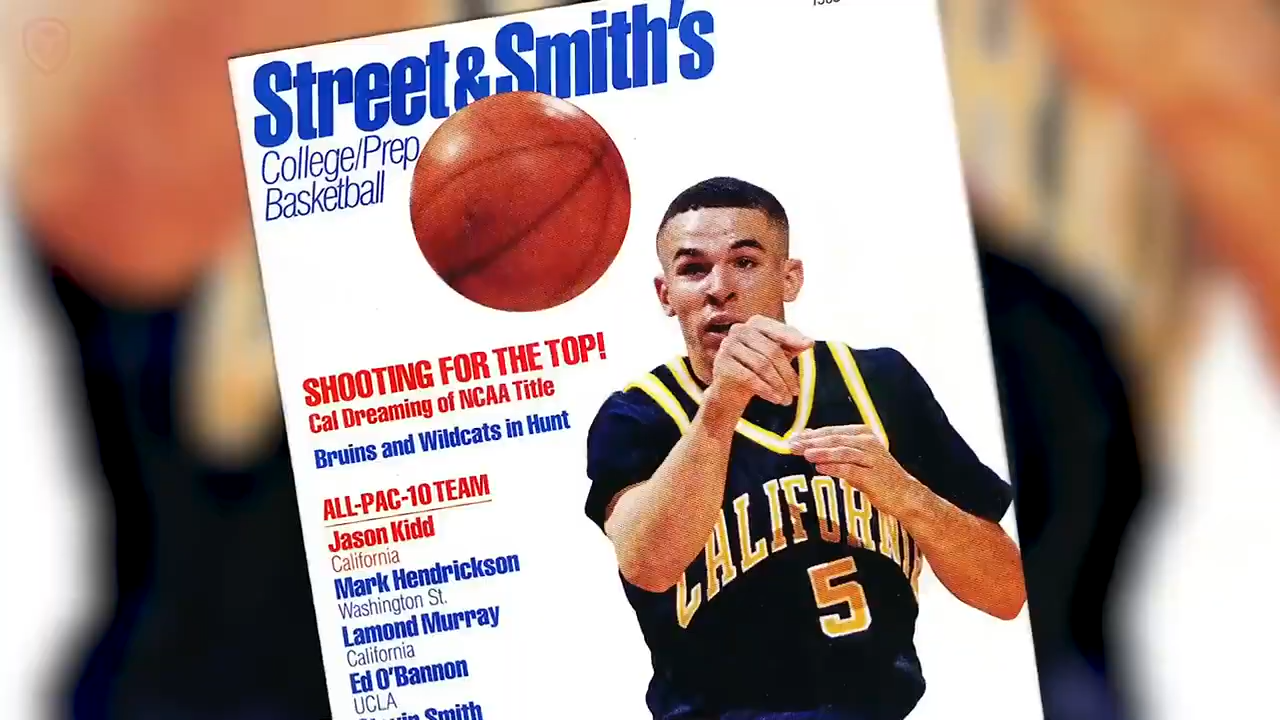 Street & Smith's
College/Prep
Basketball
SHOOTING FOR THE TOP!
Cal Dreaming of NCAA Title
Bruins and Wildcats in Hunt
ALL-PAC-10 TEAM
Jason Kidd
California
Mark Hendrickson
Washington St.
Lamond Murray
California
Ed O'Bannon
UCLA
Smith
CALIFORNIA
5